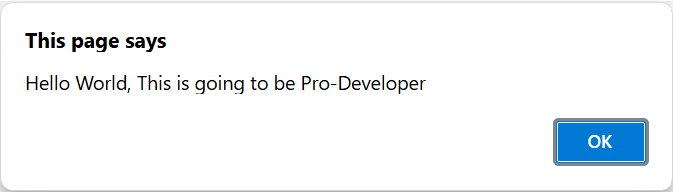 This page says
Hello World, This is going to be Pro-Developer
OK